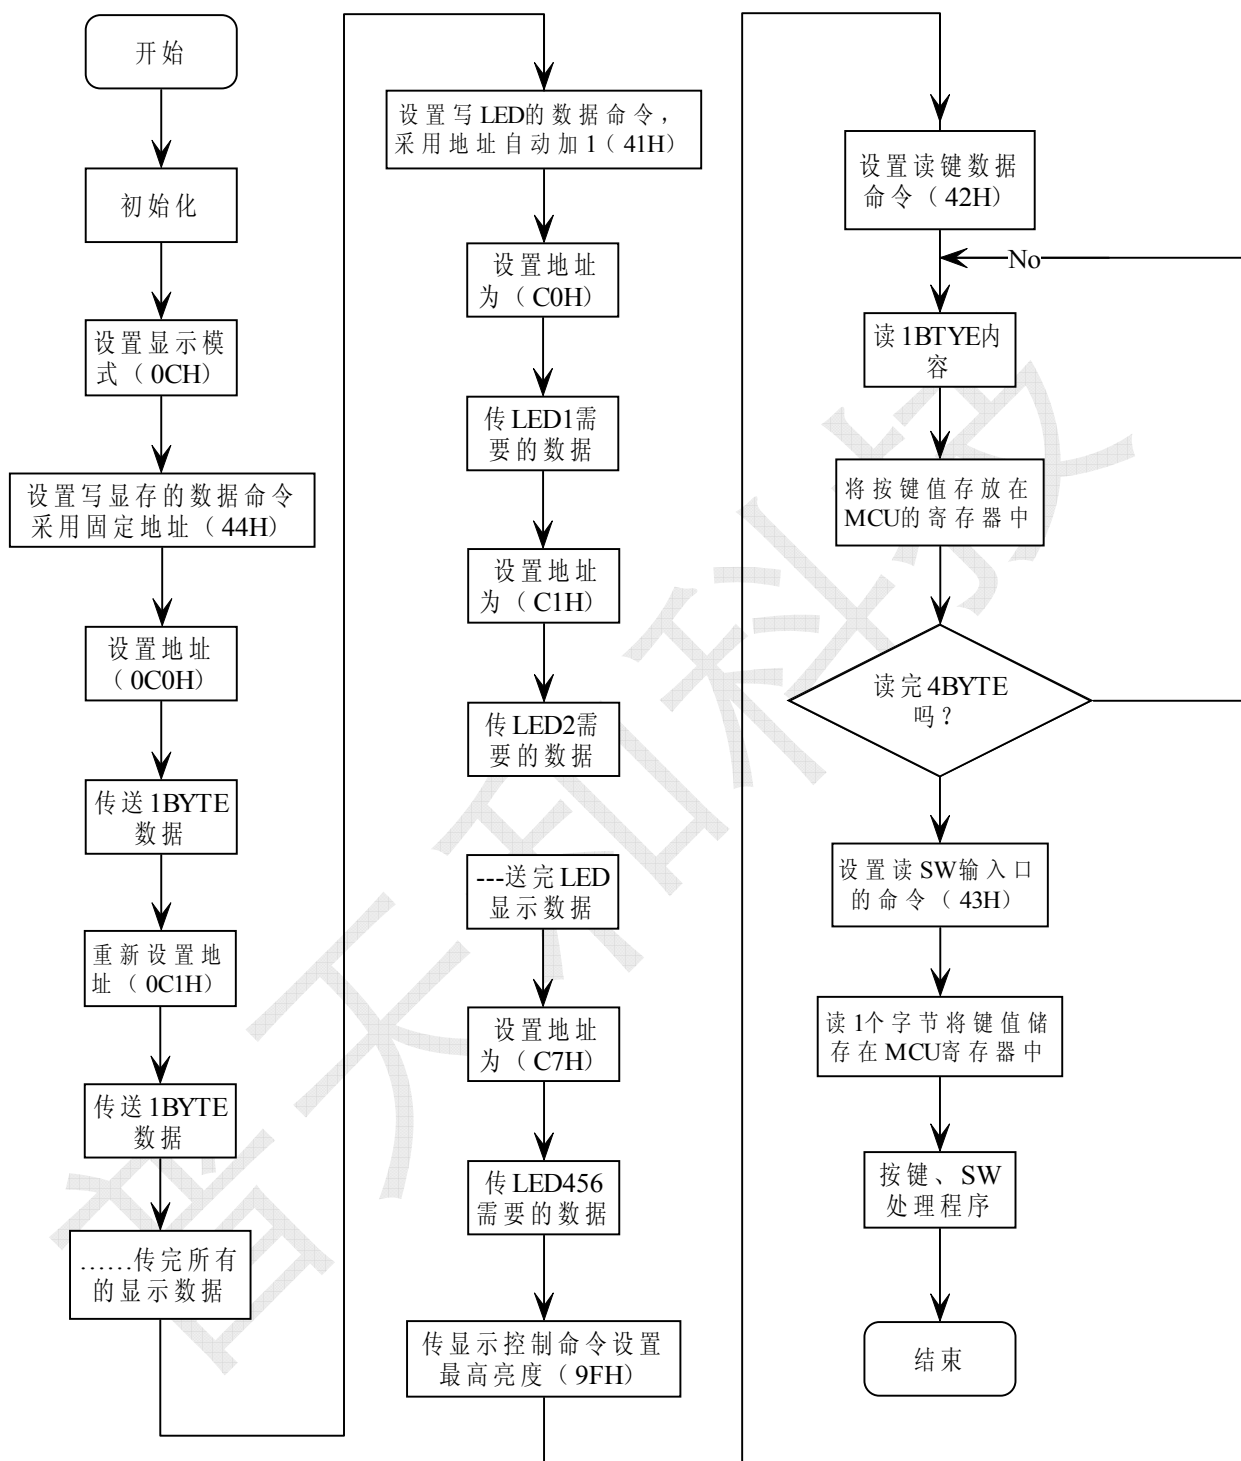 开始
初始化
设置显示模
式（0CH）
设置写显存的数据命令
采用固定地址（44H）
设置地址
（0C0H）
传送1BYTE
数据
重新设置地
址（0C1H）
传送1BYTE
数据
……传完所有
的显示数据
设置写LED的数据命令，
采用地址自动加1（41H）
设置地址
为（C0H）
传LED1需
要的数据
设置地址
为（C1H）
传LED2需
要的数据
---送完LED
显示数据
设置地址
为（C7H）
传LED456
需要的数据
传显示控制命令设置
最高亮度（9FH）
设置读键数据
命令（42H）
No
读1BTYE内
容
将按键值存放在
MCU的寄存器中
读完4BYTE
吗？
设置读SW输入口
的命令（43H）
读1个字节将键值储
存在MCU寄存器中
按键、SW
处理程序
结束
普天和科技